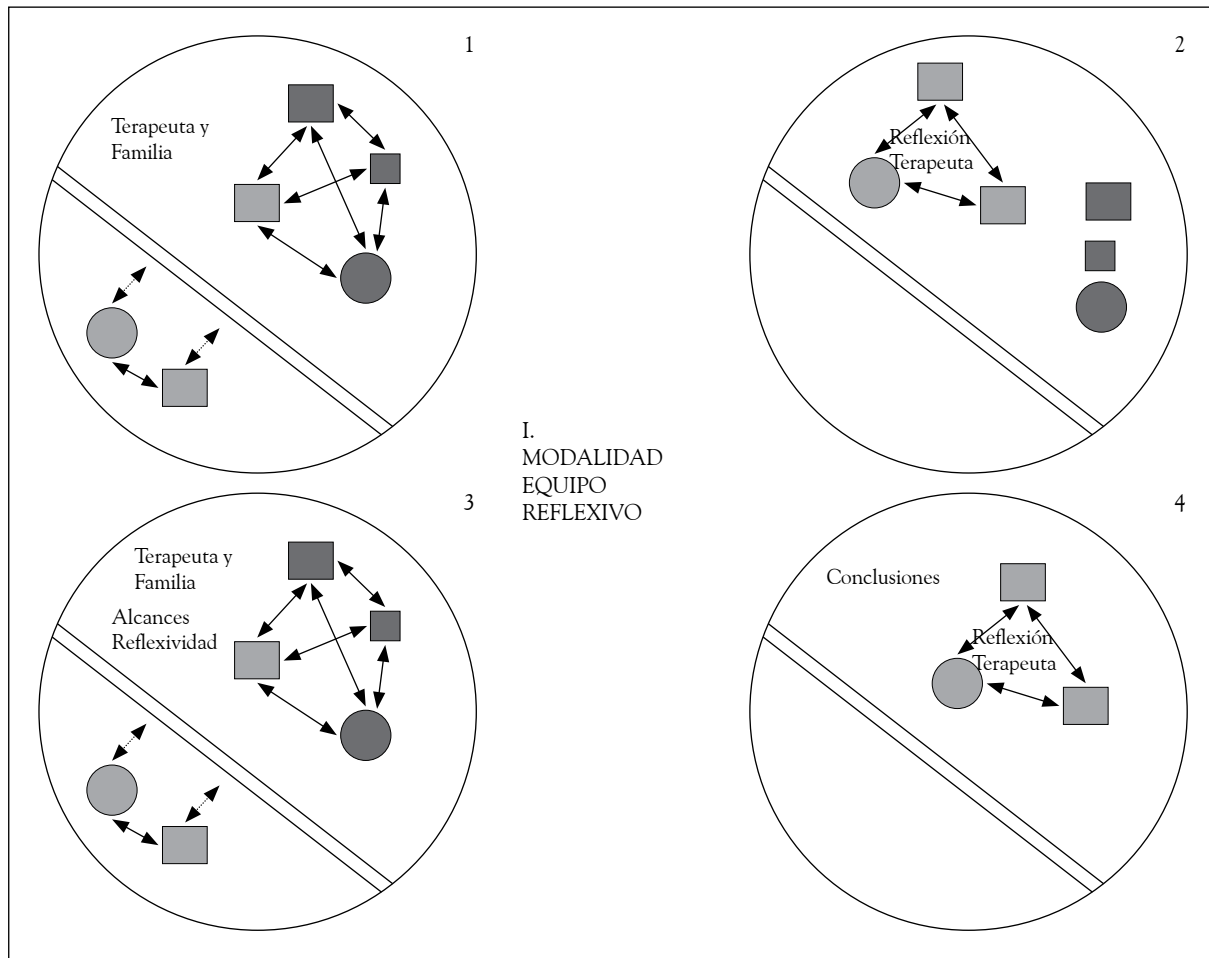 1
Terapeuta y
Familia
2
Reflexión
Terapeuta
I.
MODALIDAD
EQUIPO
REFLEXIVO
3
Terapeuta y
Familia
Alcances
Reflexividad
4
Conclusiones
Reflexión
Terapeuta